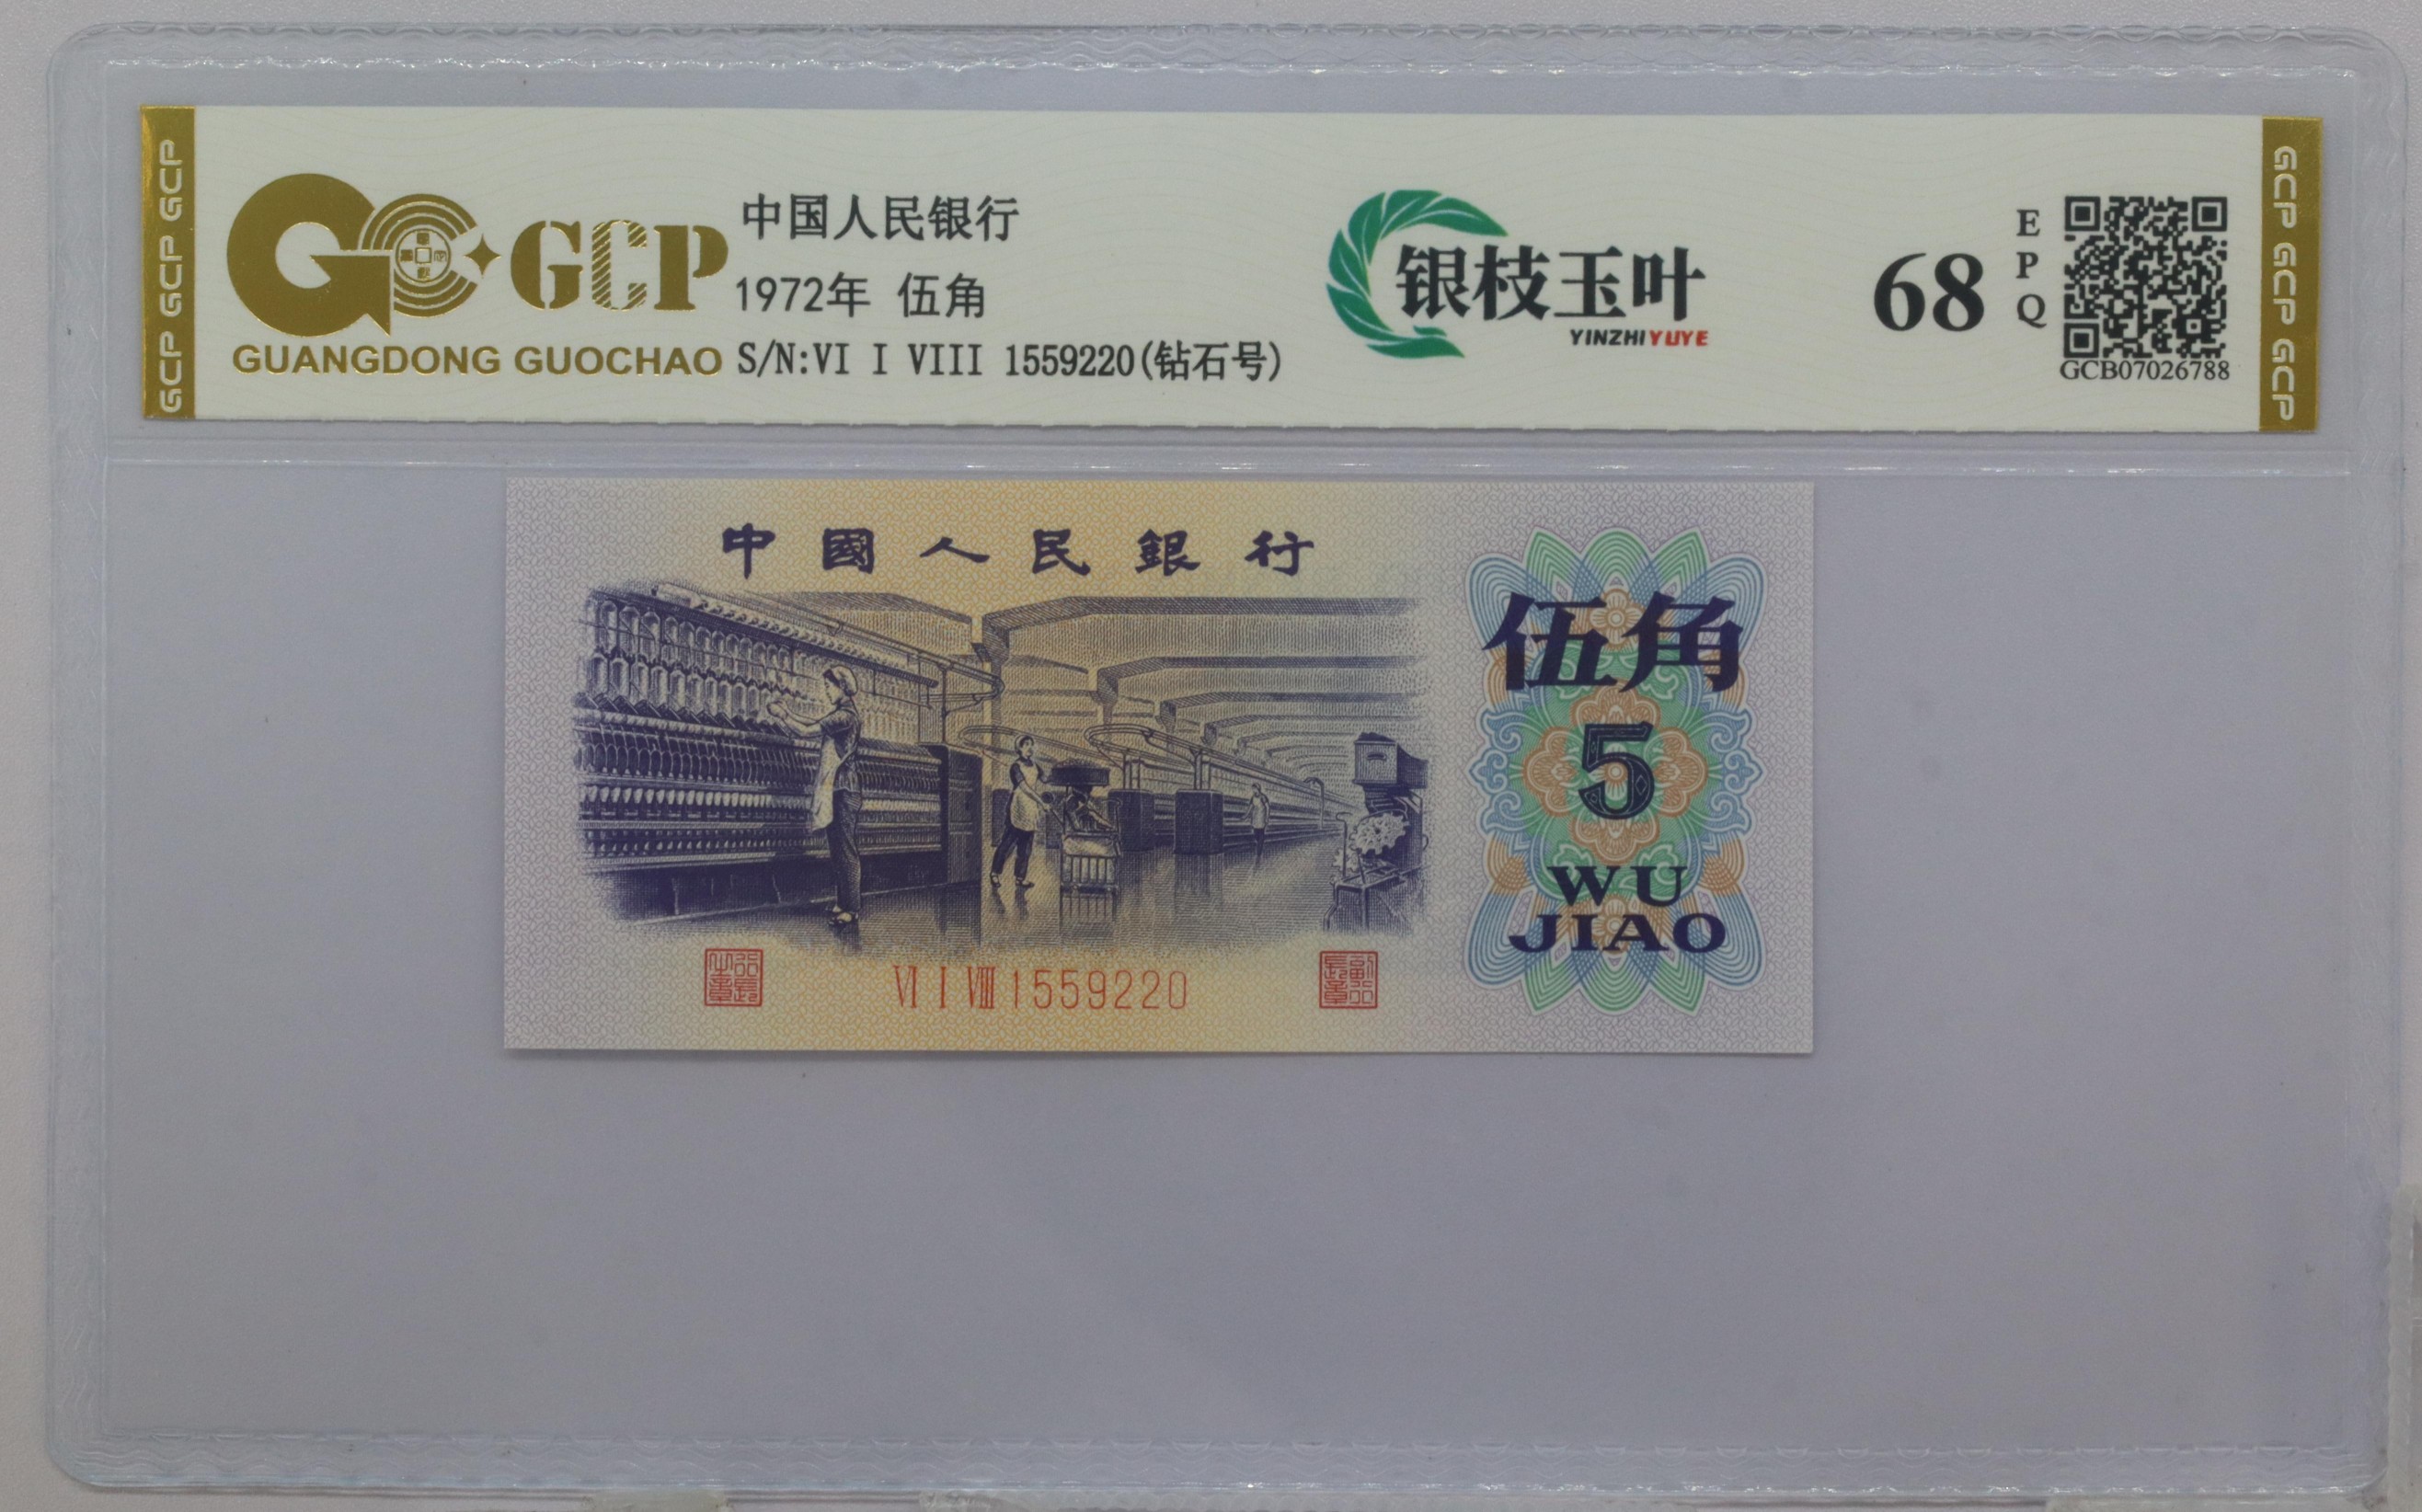 GCP GCP GCP
GCP
GUANGDONG GUOCHAO
中国人民银行
1972年 伍角
S/N:VI I VIII 1559220(钻石号)
银枝玉叶
YINZHIYUYE
68
EPQ
GCB07026788
GCP GCP GCP
中國人民銀行
伍角
5
WU
JIAO
VI I VIII 1559220